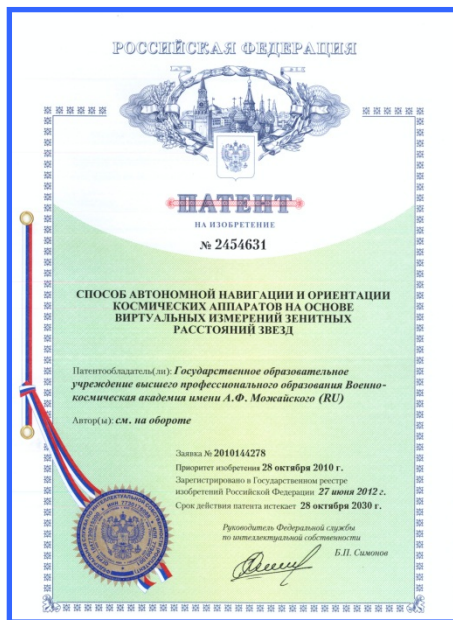 РОССИЙСКАЯ ФЕДЕРАЦИЯ
ПАТЕНТ
НА ИЗОБРЕТЕНИЕ
№ 2454631
СПОСОБ АВТОНОМНОЙ НАВИГАЦИИ И ОРИЕНТАЦИИ
КОСМИЧЕСКИХ АППАРАТОВ НА ОСНОВЕ
ВИРТУАЛЬНЫХ ИЗМЕРЕНИЙ ЗЕНИТНЫХ
РАССТОЯНИЙ ЗВЕЗД
Патентообладатель(ли): Государственное образовательное
учреждение высшего профессионального образования Военно-
космическая академия имени А.Ф. Можайского (RU)
Автор(ы): см. на обороте
Заявка № 2010144278
Приоритет изобретения 28 октября 2010 г.
Зарегистрировано в Государственном реестре
изобретений Российской Федерации 27 июня 2012 г.
Срок действия патента истекает 28 октября 2030 г.
Руководитель Федеральной службы
по интеллектуальной собственности
Б.П. Симонов